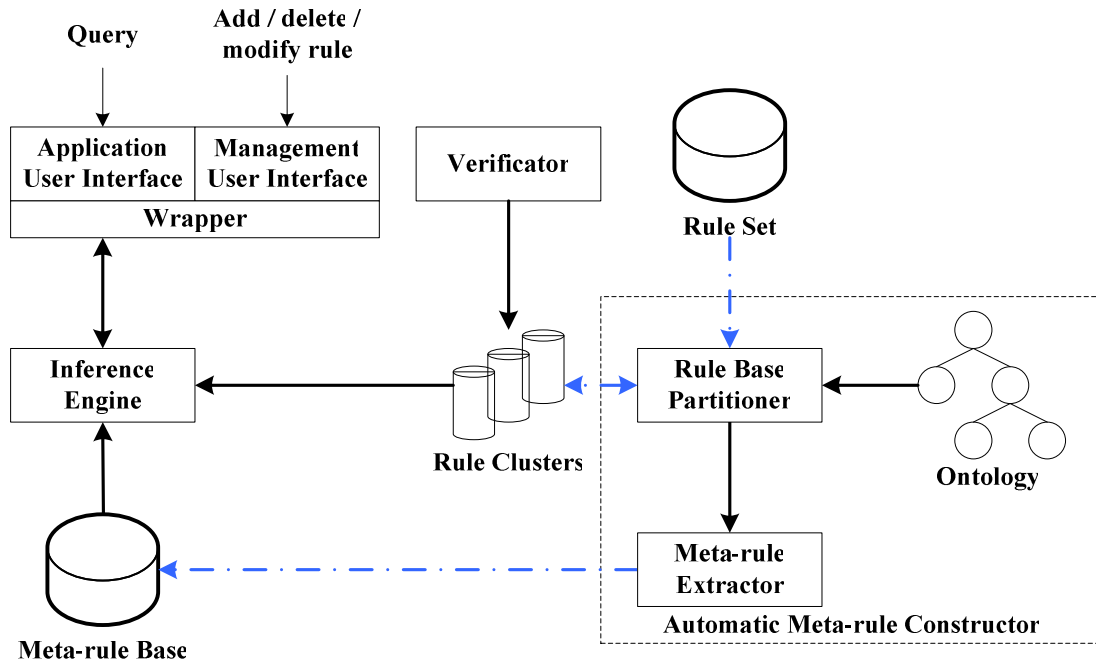 Query
Add / delete /
modify rule
Application
User Interface
Management
User Interface
Wrapper
Verificator
Rule Set
Inference
Engine
Rule Clusters
Rule Base
Partitioner
Ontology
Meta-rule
Extractor
Automatic Meta-rule Constructor
Meta-rule Base